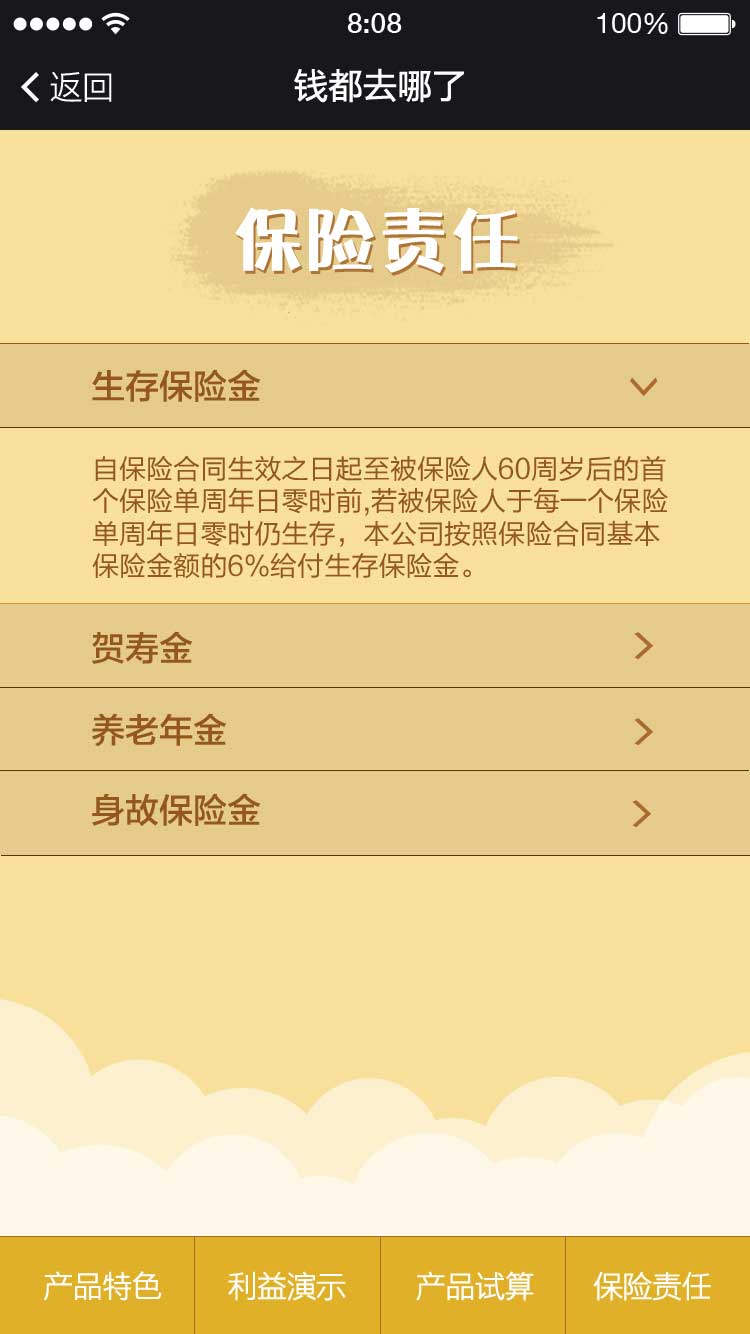 8:08
100%
返回
钱都去哪了
保险责任
生存保险金
自保险合同生效之日起至被保险人60周岁后的首
个保险单周年日零时前,若被保险人于每一个保险
单周年日零时仍生存，本公司按照保险合同基本
保险金额的6%给付生存保险金。
贺寿金
养老年金
身故保险金
产品特色
利益演示
产品试算
保险责任